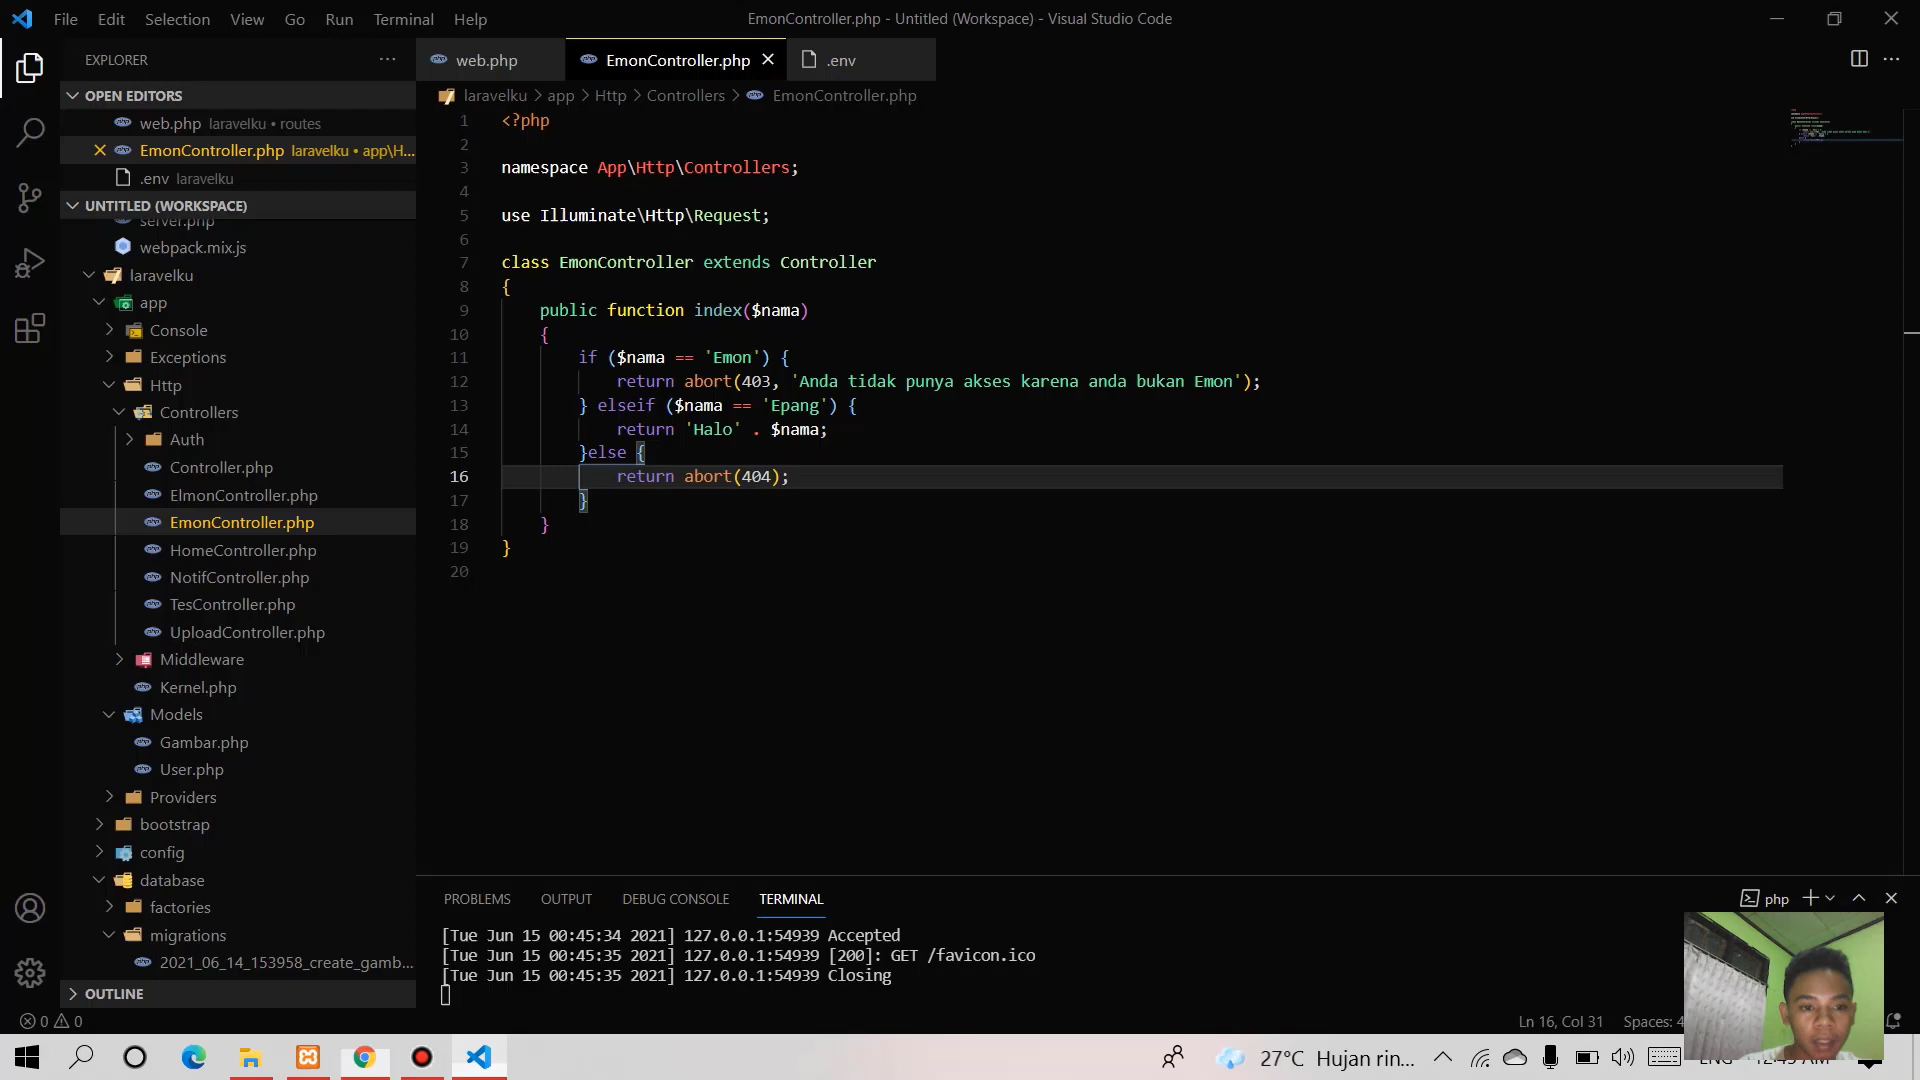 File Edit Selection View Go Run Terminal Help
EmonController.php - Untitled (Workspace) - Visual Studio Code
EXPLORER
OPEN EDITORS
web.php laravelku • routes
EmonController.php laravelku • app\H...
.env laravelku
UNTITLED (WORKSPACE)
server.php
webpack.mix.js
laravelku
app
Console
Exceptions
Http
Controllers
Auth
Controller.php
ElmonController.php
EmonController.php
HomeController.php
NotifController.php
TesController.php
UploadController.php
Middleware
Kernel.php
Models
Gambar.php
User.php
Providers
bootstrap
config
database
factories
migrations
2021_06_14_153958_create_gamb...
OUTLINE
web.php EmonController.php .env
laravelku > app > Http > Controllers > EmonController.php
1 <?php
2
3 namespace App\Http\Controllers;
4
5 use Illuminate\Http\Request;
6
7 class EmonController extends Controller
8 {
9 public function index($nama)
10 {
11 if ($nama == 'Emon') {
12 return abort(403, 'Anda tidak punya akses karena anda bukan Emon');
13 } elseif ($nama == 'Epang') {
14 return 'Halo' . $nama;
15 }else {
16 return abort(404);
17 }
18 }
19 }
20
PROBLEMS OUTPUT DEBUG CONSOLE TERMINAL
php
[Tue Jun 15 00:45:34 2021] 127.0.0.1:54939 Accepted
[Tue Jun 15 00:45:35 2021] 127.0.0.1:54939 [200]: GET /favicon.ico
[Tue Jun 15 00:45:35 2021] 127.0.0.1:54939 Closing
0 0
Ln 16, Col 31 Spaces: 4
27°C Hujan rin...